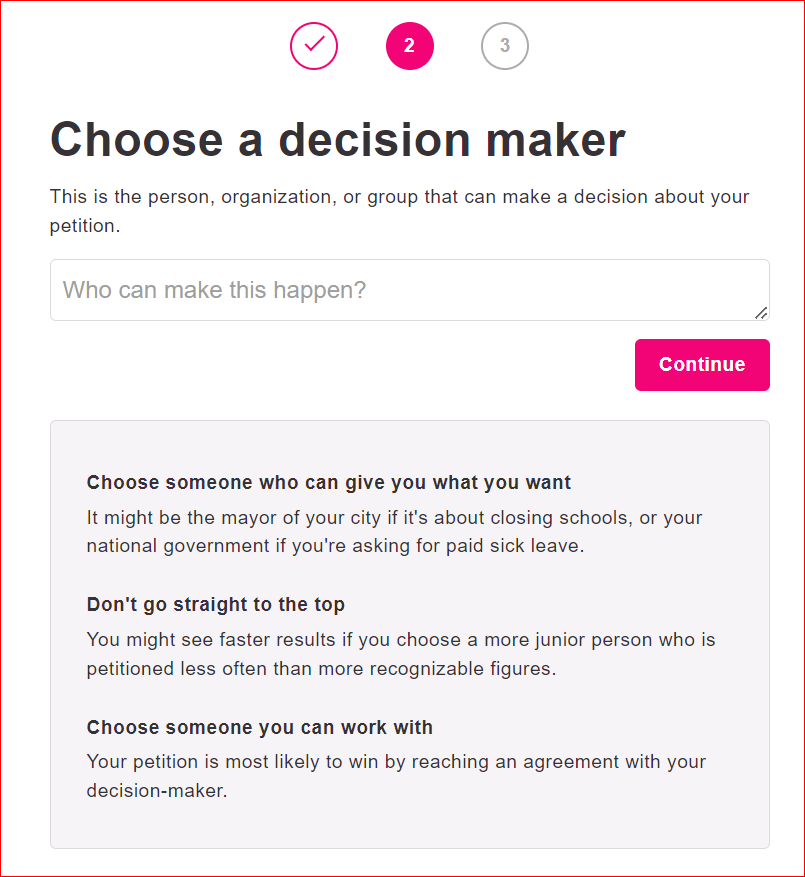 2
3
Choose a decision maker
This is the person, organization, or group that can make a decision about your
petition.
Who can make this happen?
Continue
Choose someone who can give you what you want
It might be the mayor of your city if it's about closing schools, or your
national government if you're asking for paid sick leave.
Don't go straight to the top
You might see faster results if you choose a more junior person who is
petitioned less often than more recognizable figures.
Choose someone you can work with
Your petition is most likely to win by reaching an agreement with your
decision-maker.